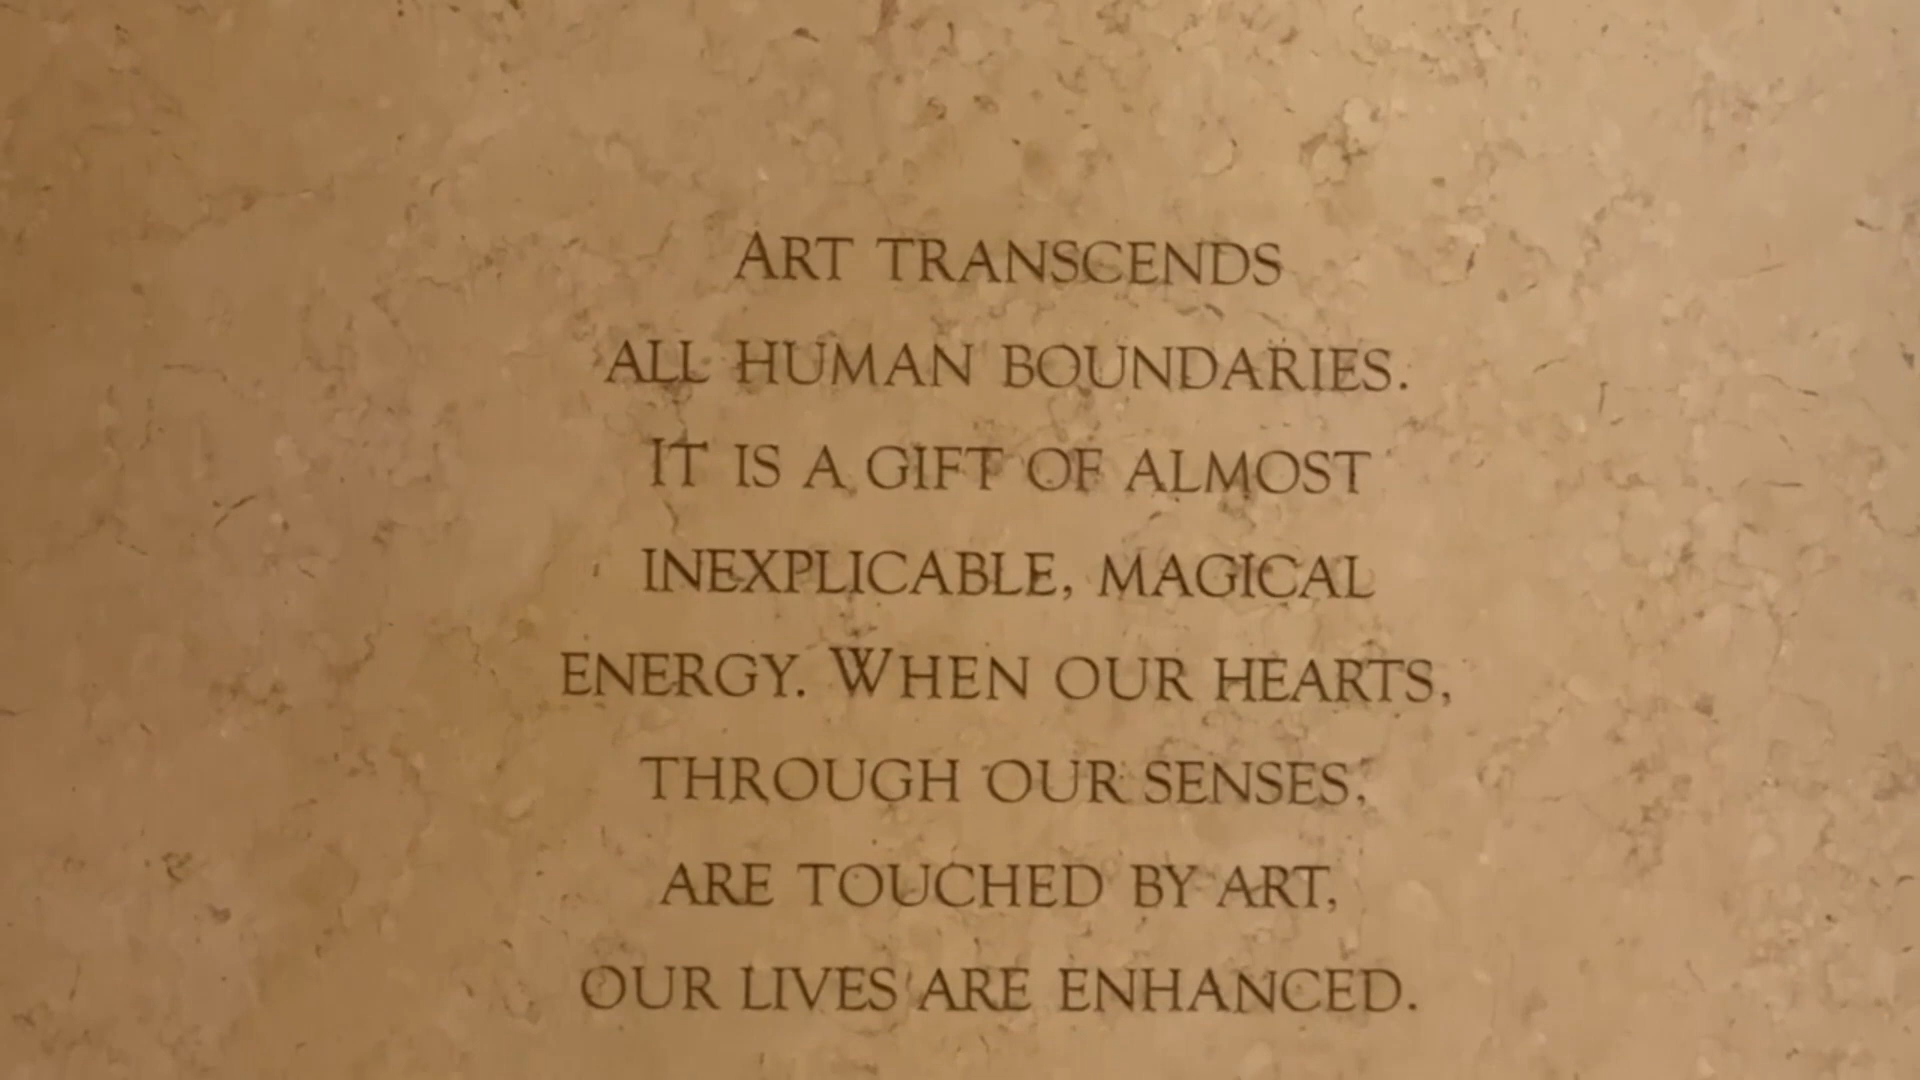 ART TRANSCENDS
ALL HUMAN BOUNDARIES.
IT IS A GIFT OF ALMOST
INEXPLICABLE, MAGICAL
ENERGY. WHEN OUR HEARTS,
THROUGH OUR SENSES,
ARE TOUCHED BY ART,
OUR LIVES ARE ENHANCED.